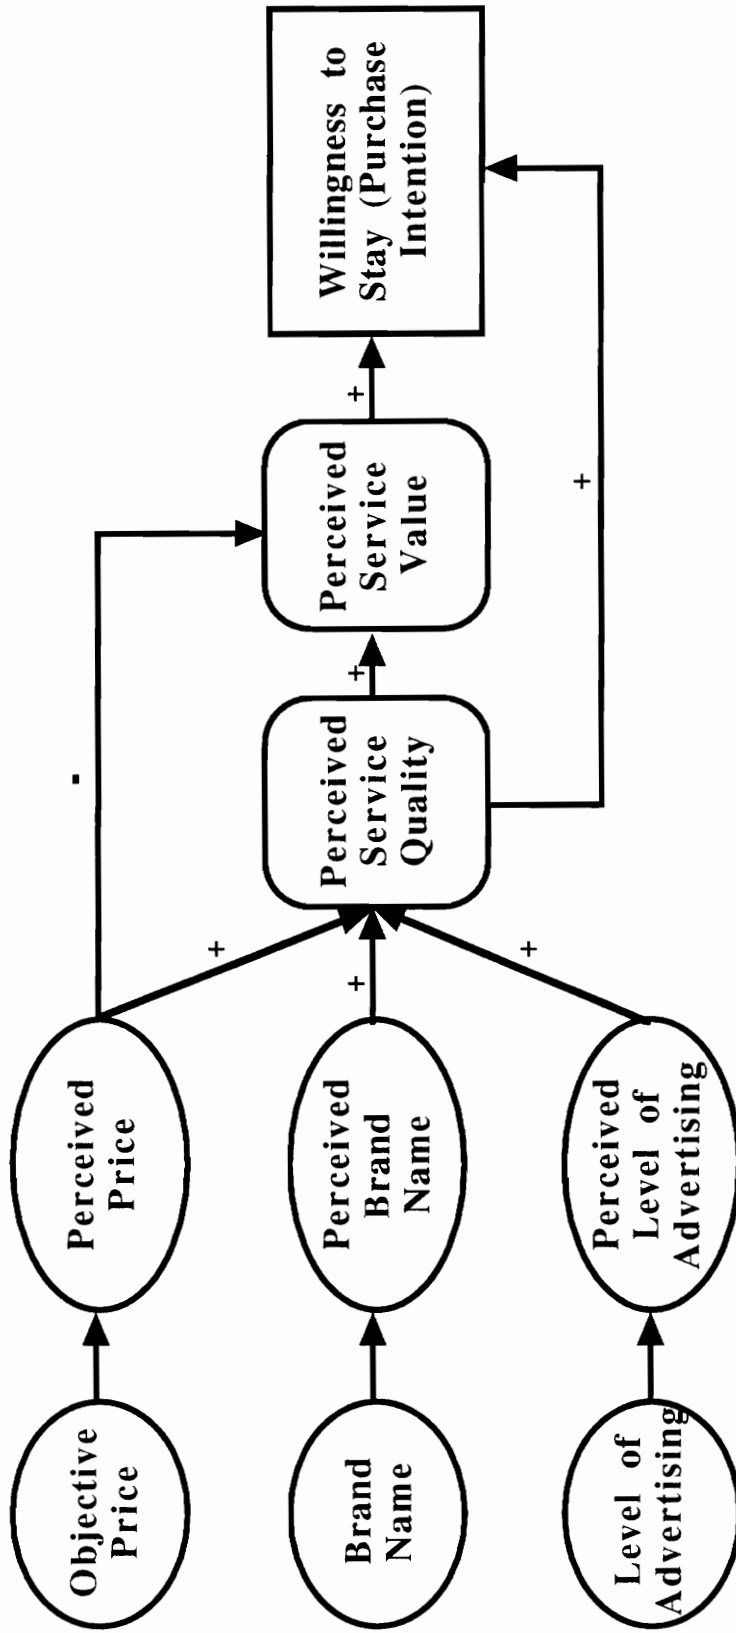 Objective
Price
Perceived
Price
-
+
Brand
Name
Perceived
Brand
Name
+
Perceived
Service
Quality
+
Perceived
Service
Value
+
Willingness to
Stay (Purchase
Intention)
Level of
Advertising
Perceived
Level of
Advertising
+
+